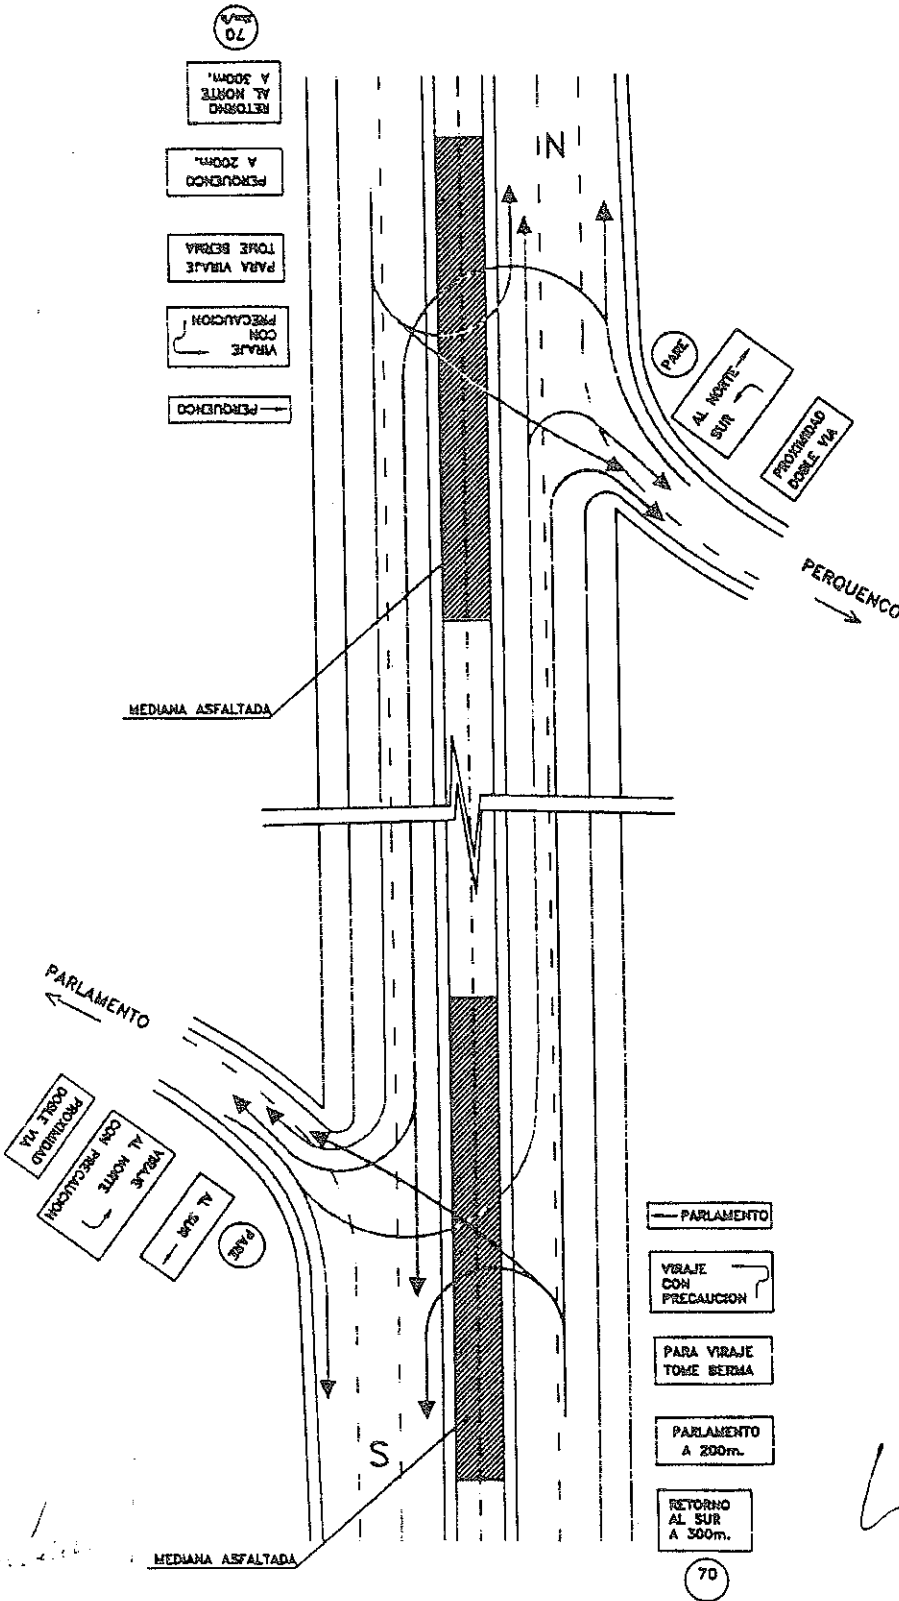 70
RETORNO
AL NORTE
A 300m.
PERQUENCO
A 200m.
PARA VIRAJE
TOME BERMA
VIRAJE
CON
PRECAUCION
PERQUENCO
N
PARE
AL NORTE
SUR
PROXIMIDAD
DOBLE VIA
PERQUENCO
MEDIANA ASFALTADA
PARLAMENTO
PROXIMIDAD
DOBLE VIA
VIRAJE
AL NORTE
CON PRECAUCION
AL SUR
PARE
PARLAMENTO
VIRAJE
CON
PRECAUCION
PARA VIRAJE
TOME BERMA
PARLAMENTO
A 200m.
RETORNO
AL SUR
A 300m.
70
S
MEDIANA ASFALTADA